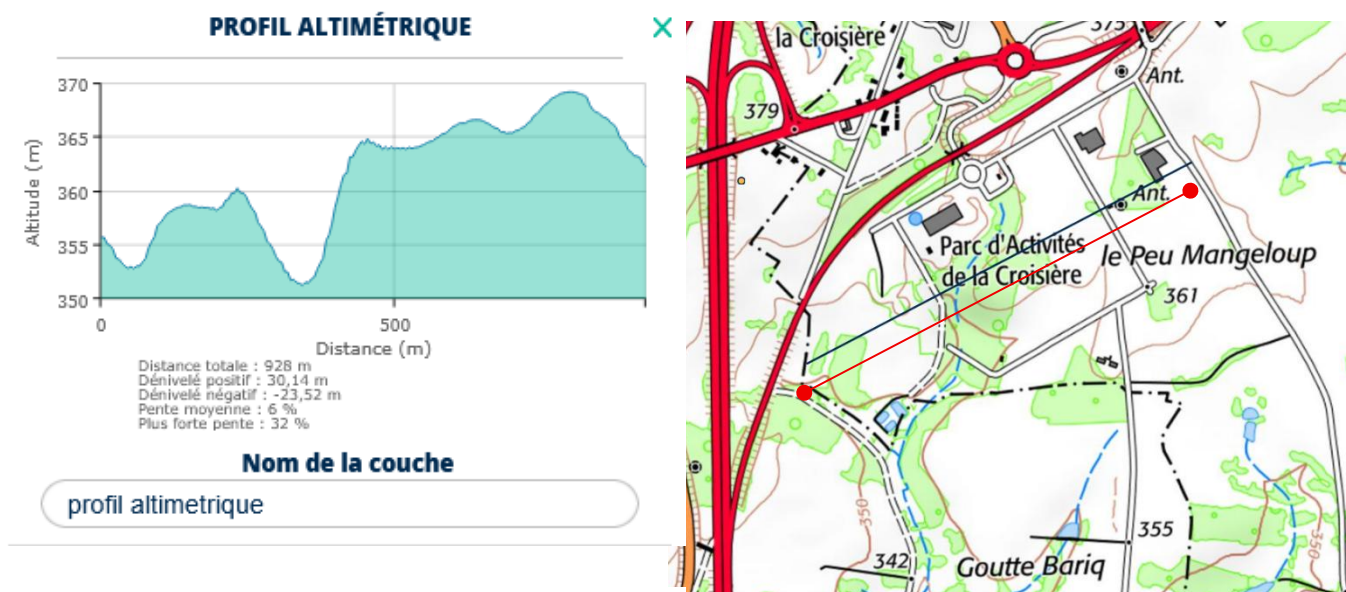 PROFIL ALTIMÉTRIQUE
370
365
360
355
350
Altitude (m)
0
500
Distance (m)
Distance totale : 928 m
Dénivelé positif : 30,14 m
Dénivelé négatif : -23,52 m
Pente moyenne : 6 %
Plus forte pente : 32 %
Nom de la couche
profil altimetrique
la Croisière
375
Ant.
379
Ant.
Parc d'Activités
de la Croisière
le Peu Mangeloup
361
350
355
350
342
Goutte Bariq